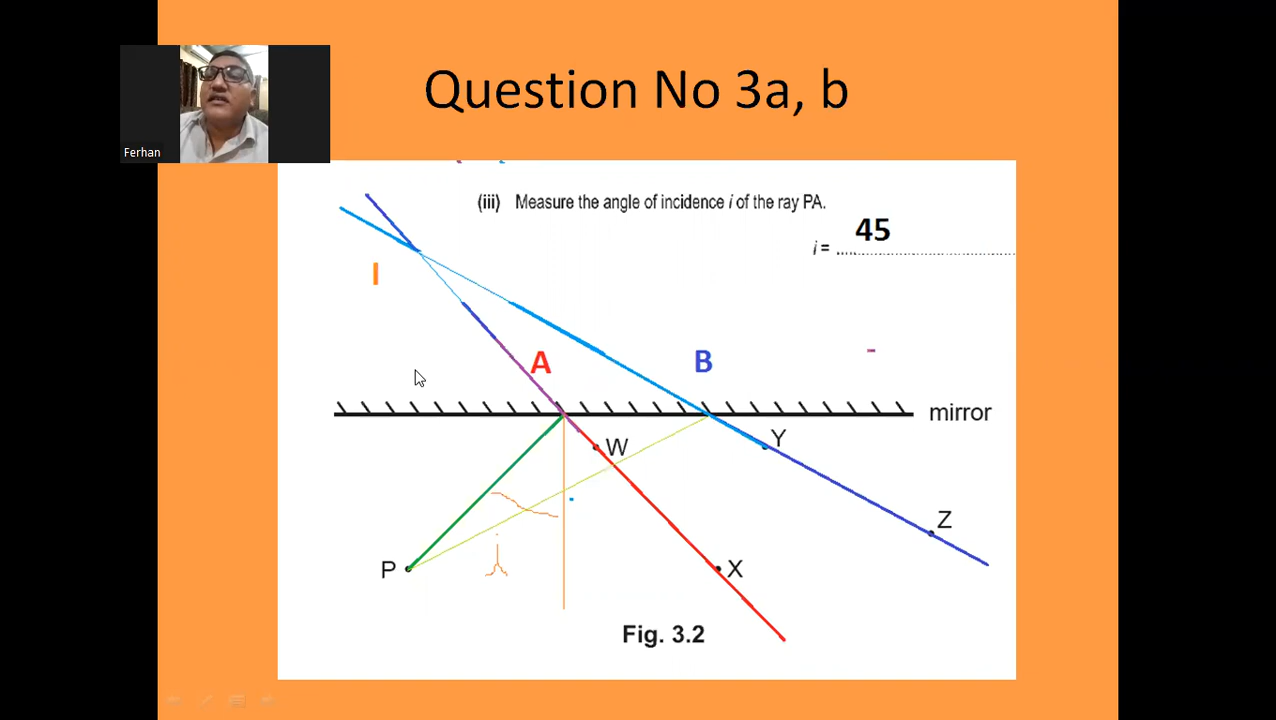 Question No 3a, b
Ferhan
(iii) Measure the angle of incidence i of the ray PA.
45
i = ..............................
I
A
B
mirror
W
Y
Z
P
i
X
Fig. 3.2